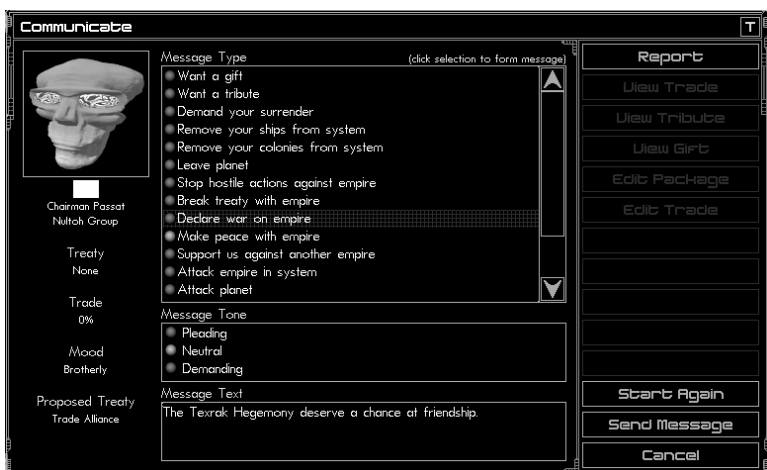 Communicate
T
Message Type
(click selection to form message)
Want a gift
Want a tribute
Demand your surrender
Remove your ships from system
Remove your colonies from system
Leave planet
Stop hostile actions against empire
Break treaty with empire
Declare war on empire
Make peace with empire
Support us against another empire
Attack empire in system
Attack planet
Chairman Passat
Nultoh Group
Treaty
None
Trade
0%
Mood
Brotherly
Proposed Treaty
Trade Alliance
Message Tone
Pleading
Neutral
Demanding
Message Text
The Texrak Hegemony deserve a chance at friendship.
Report
View Trade
View Tribute
View Gift
Edit Package
Edit Trade
Start Again
Send Message
Cancel